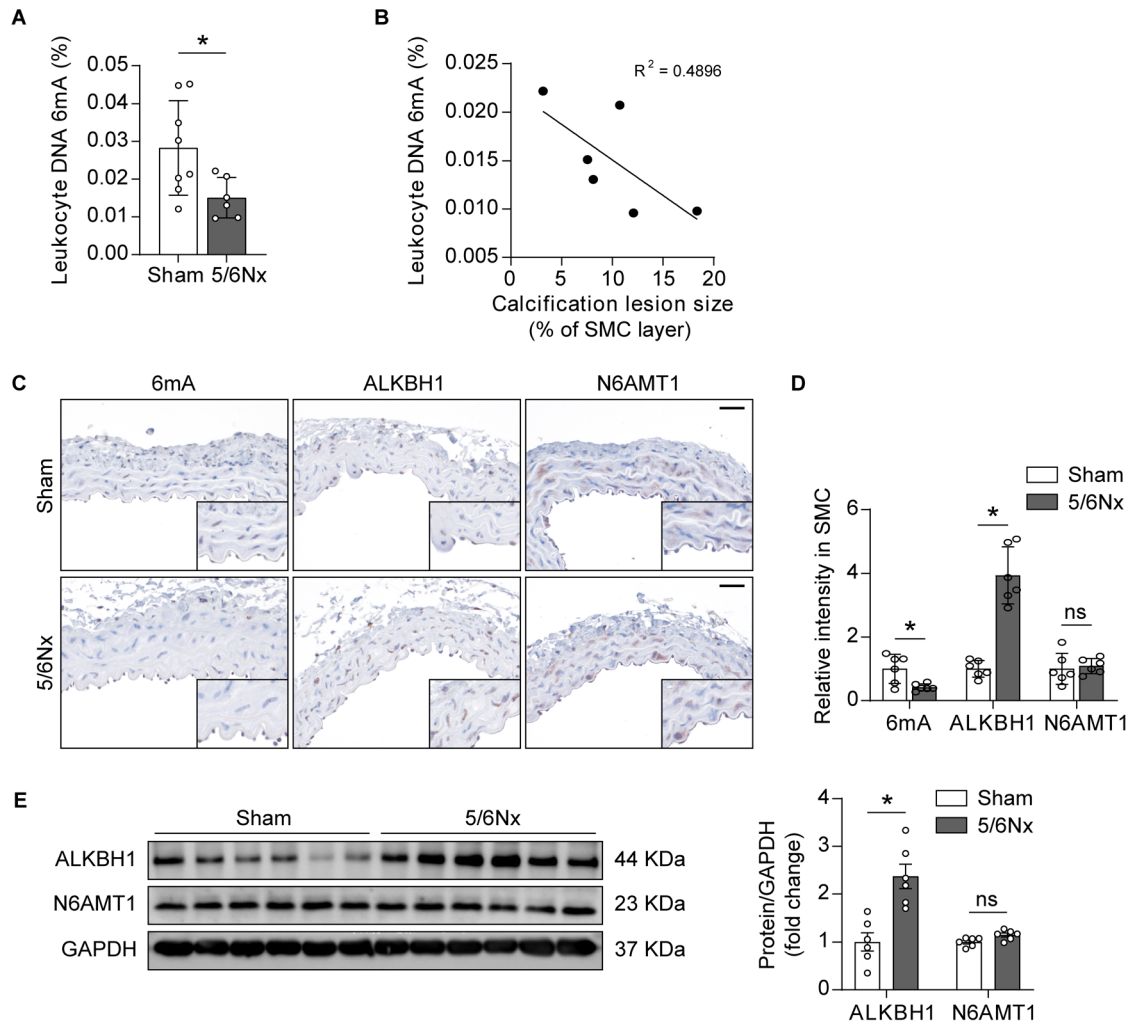 A
Leukocyte DNA 6mA (%)
*
0.05
0.04
0.03
0.02
0.01
0.00
Sham 5/6Nx
B
Leukocyte DNA 6mA (%)
R² = 0.4896
0.025
0.020
0.015
0.010
0.005
0 5 10 15 20
Calcification lesion size
(% of SMC layer)
C
6mA ALKBH1 N6AMT1
Sham
5/6Nx
D
Relative intensity in SMC
Sham
5/6Nx
6
4
2
0
* * ns
6mA ALKBH1 N6AMT1
E
Sham 5/6Nx
ALKBH1 44 KDa
N6AMT1 23 KDa
GAPDH 37 KDa
Protein/GAPDH
(fold change)
Sham
5/6Nx
4
3
2
1
0
* ns
ALKBH1 N6AMT1